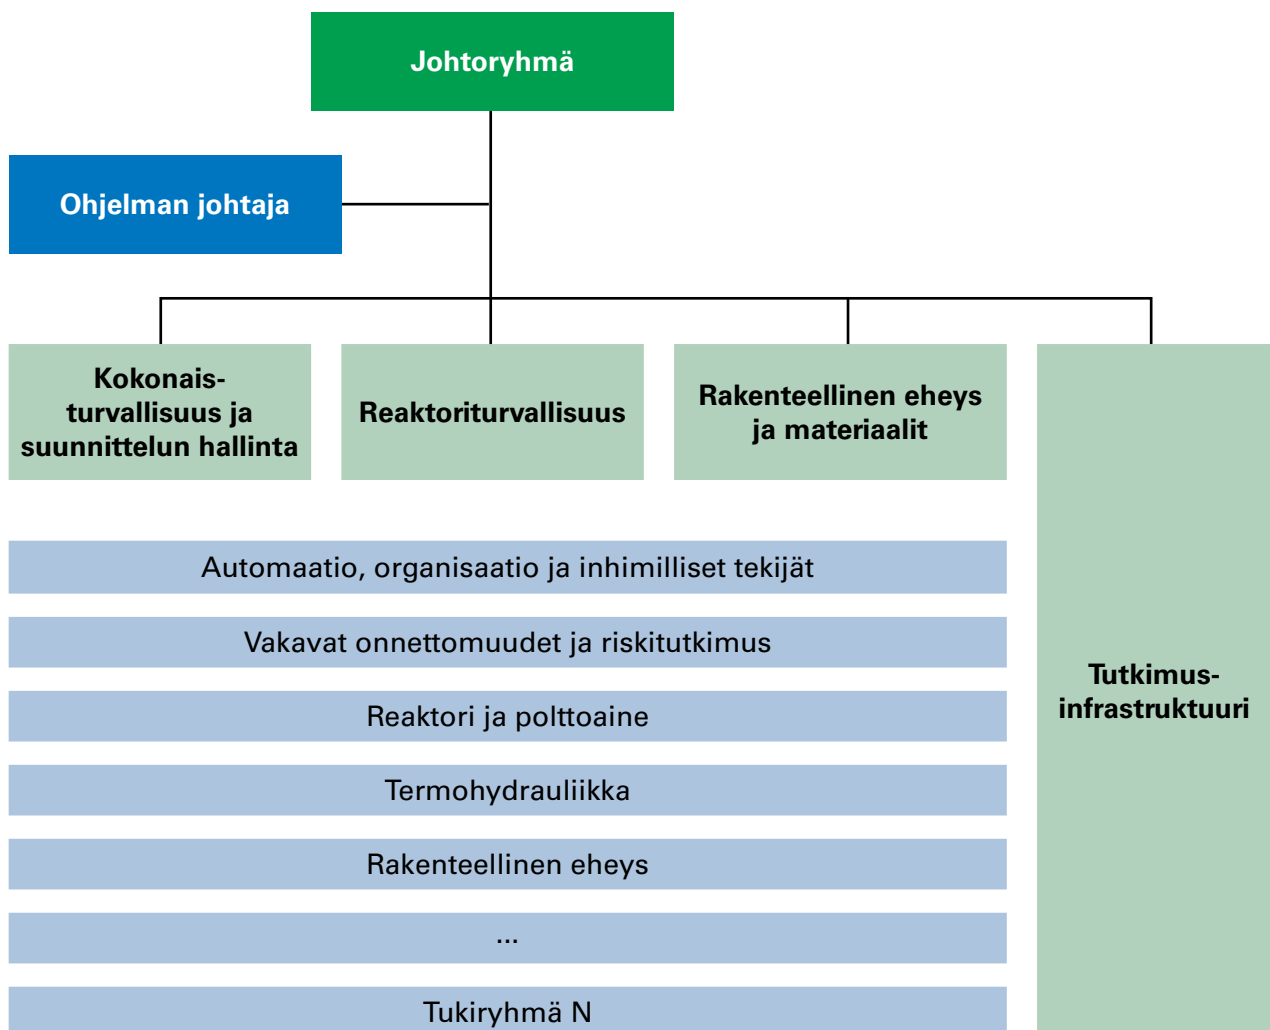 Johtoryhmä
Ohjelman johtaja
Kokonais-
turvallisuus ja
suunnittelun hallinta
Reaktoriturvallisuus
Rakenteellinen eheys
ja materiaalit
Tutkimus-
infrastruktuuri
Automaatio, organisaatio ja inhimilliset tekijät
Vakavat onnettomuudet ja riskitutkimus
Reaktori ja polttoaine
Termohydrauliikka
Rakenteellinen eheys
...
Tukiryhmä N